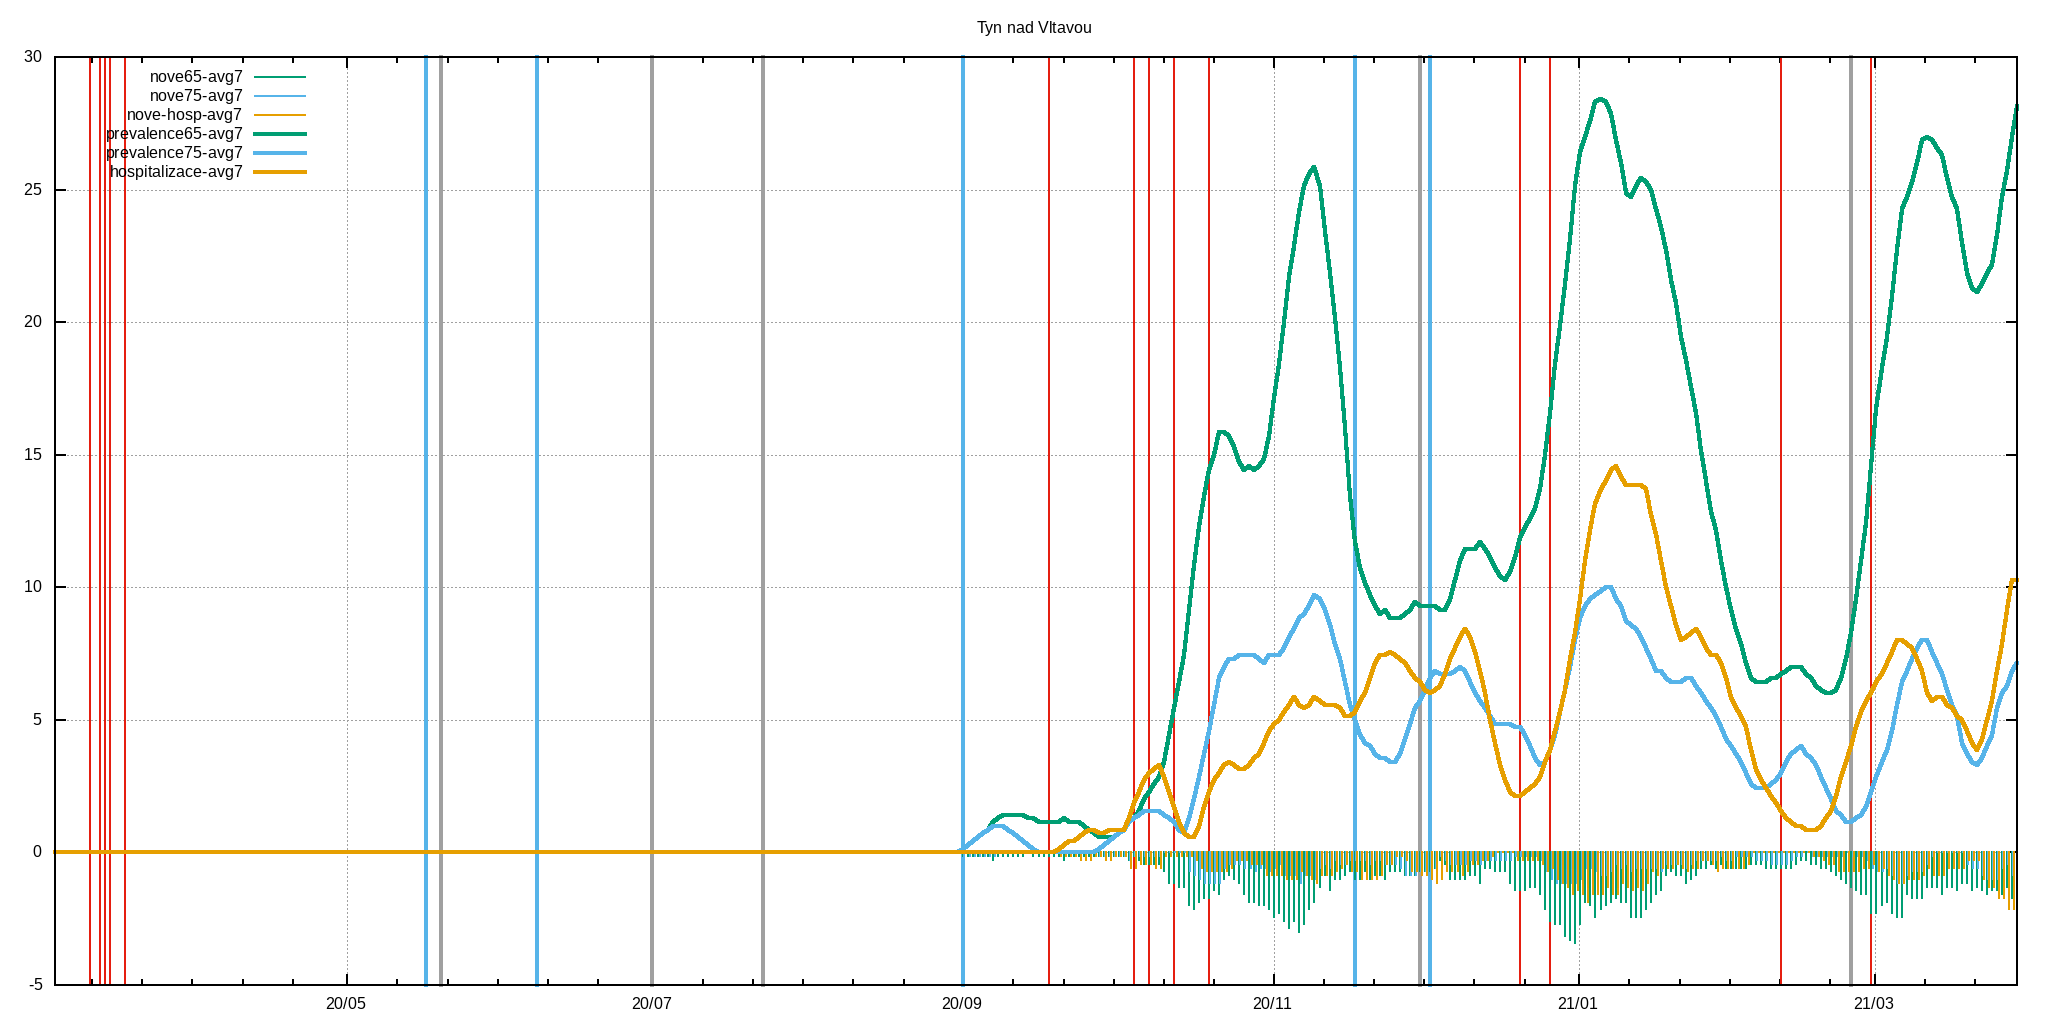 Tyn nad Vltavou
30
25
20
15
10
5
0
-5
nove65-avg7
nove75-avg7
nove-hosp-avg7
prevalence65-avg7
prevalence75-avg7
hospitalizace-avg7
20/05
20/07
20/09
20/11
21/01
21/03